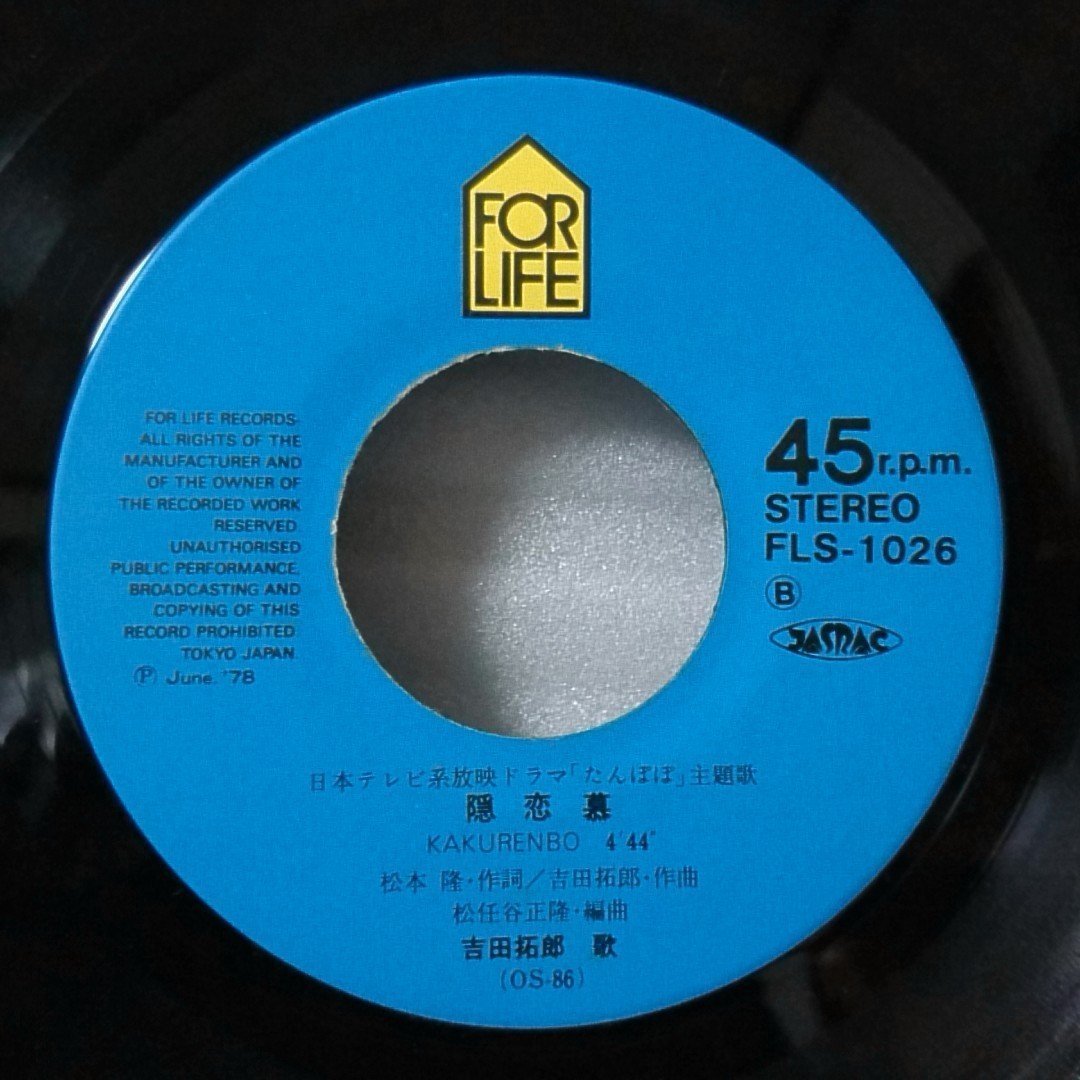 FOR
LIFE
FOR LIFE RECORDS-
ALL RIGHTS OF THE
MANUFACTURER AND
OF THE OWNER OF
THE RECORDED WORK
RESERVED.
UNAUTHORISED
PUBLIC PERFORMANCE,
BROADCASTING AND
COPYING OF THIS
RECORD PROHIBITED.
TOKYO JAPAN.
Ⓟ June. '78
45 r.p.m.
STEREO
FLS-1026
Ⓑ
JASRAC
日本テレビ系放映ドラマ「たんぽぽ」主題歌
隠恋慕
KAKURENBO 4'44"
松本 隆・作詞/吉田拓郎・作曲
松任谷正隆・編曲
吉田拓郎 歌
(OS-86)